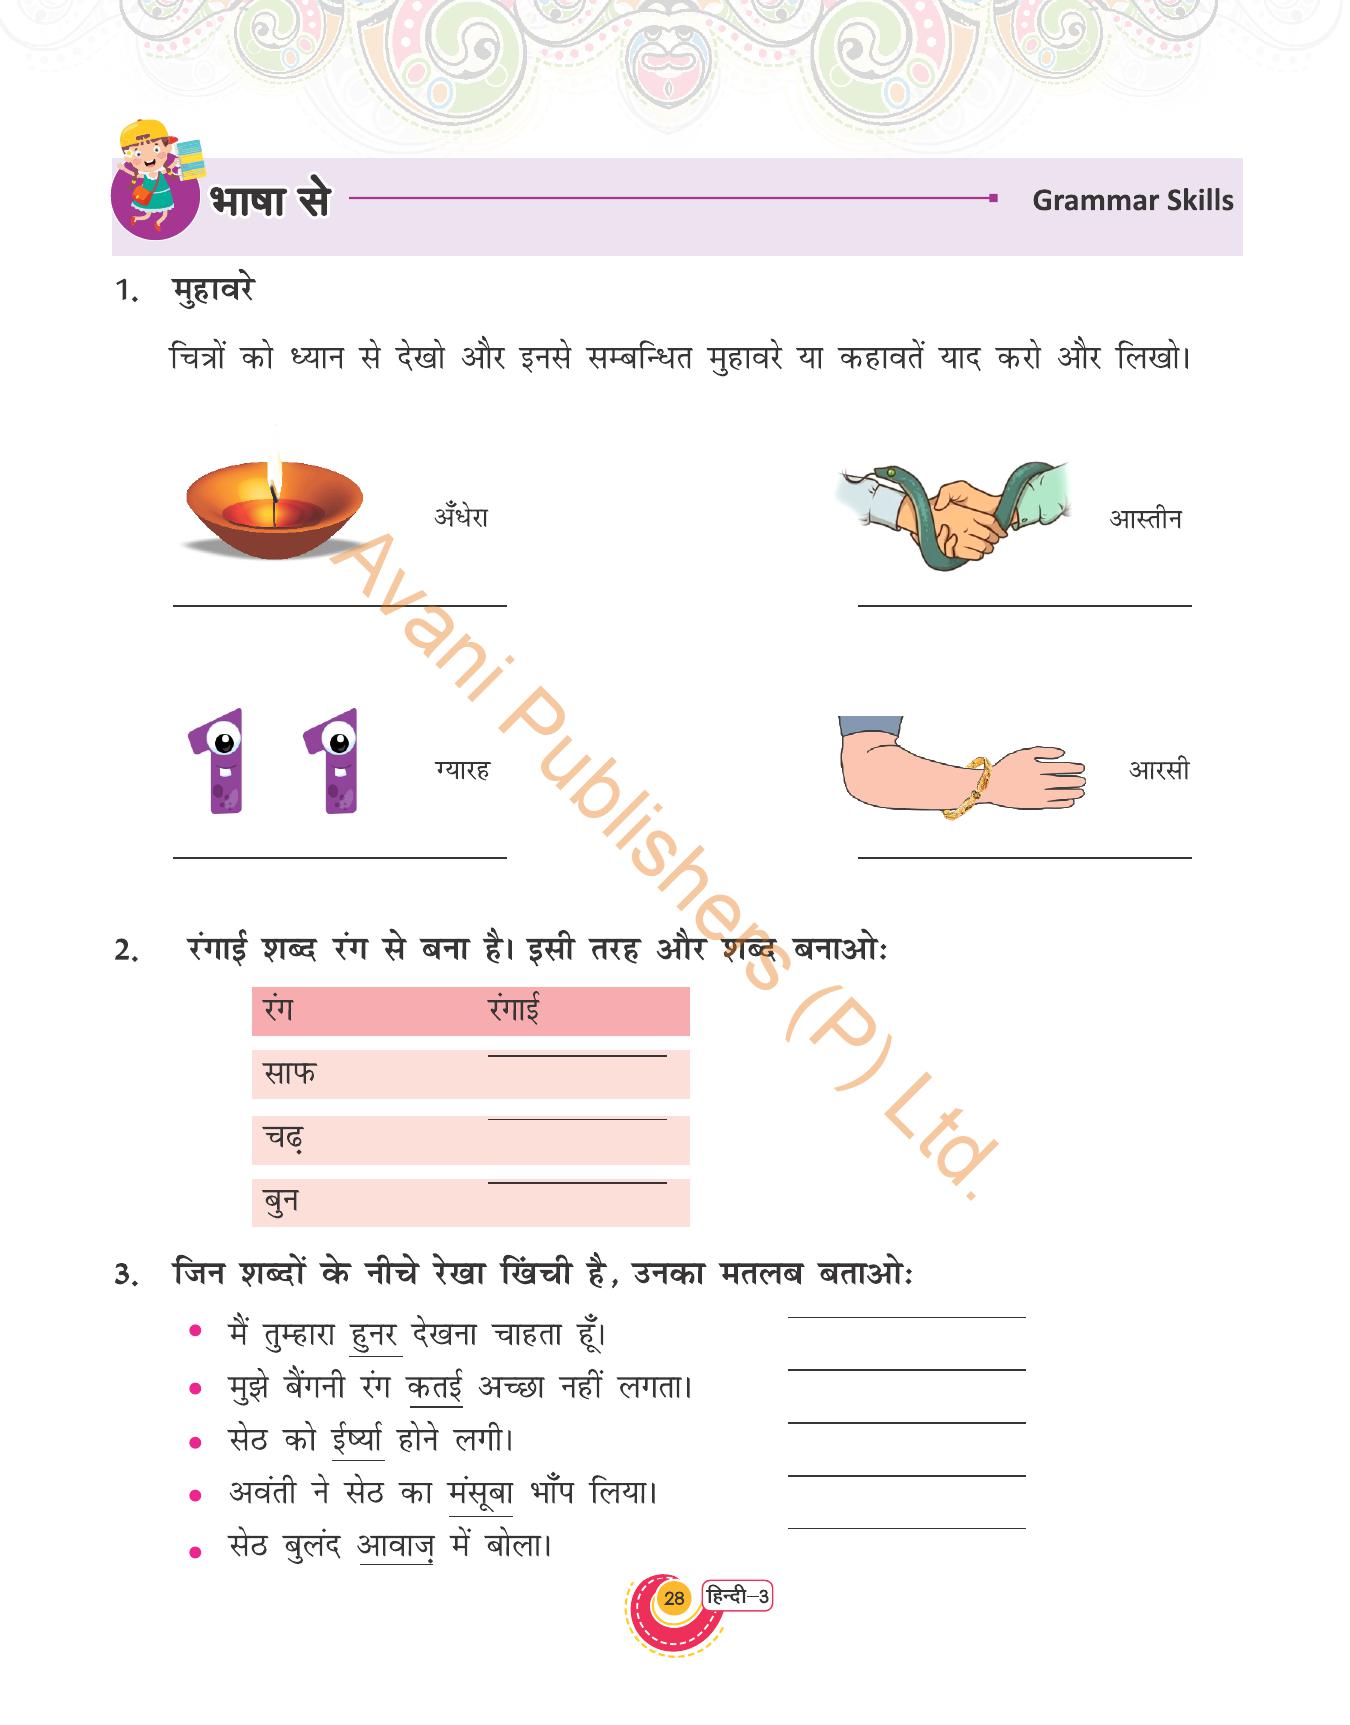 भाषा से
Grammar Skills
1. मुहावरे
चित्रों को ध्यान से देखो और इनसे सम्बन्धित मुहावरे या कहावतें याद करो और लिखो।
अँधेरा
आस्तीन
ग्यारह
आरसी
2. रंगाई शब्द रंग से बना है। इसी तरह और शब्द बनाओः
रंग रंगाई
साफ
चढ़
बुन
3. जिन शब्दों के नीचे रेखा खिंची है, उनका मतलब बताओः
• मैं तुम्हारा हुनर देखना चाहता हूँ।
• मुझे बैंगनी रंग कतई अच्छा नहीं लगता।
• सेठ को ईर्ष्या होने लगी।
• अवंती ने सेठ का मंसूबा भाँप लिया।
• सेठ बुलंद आवाज़ में बोला।
28 हिन्दी–3
Avani Publishers (P) Ltd.